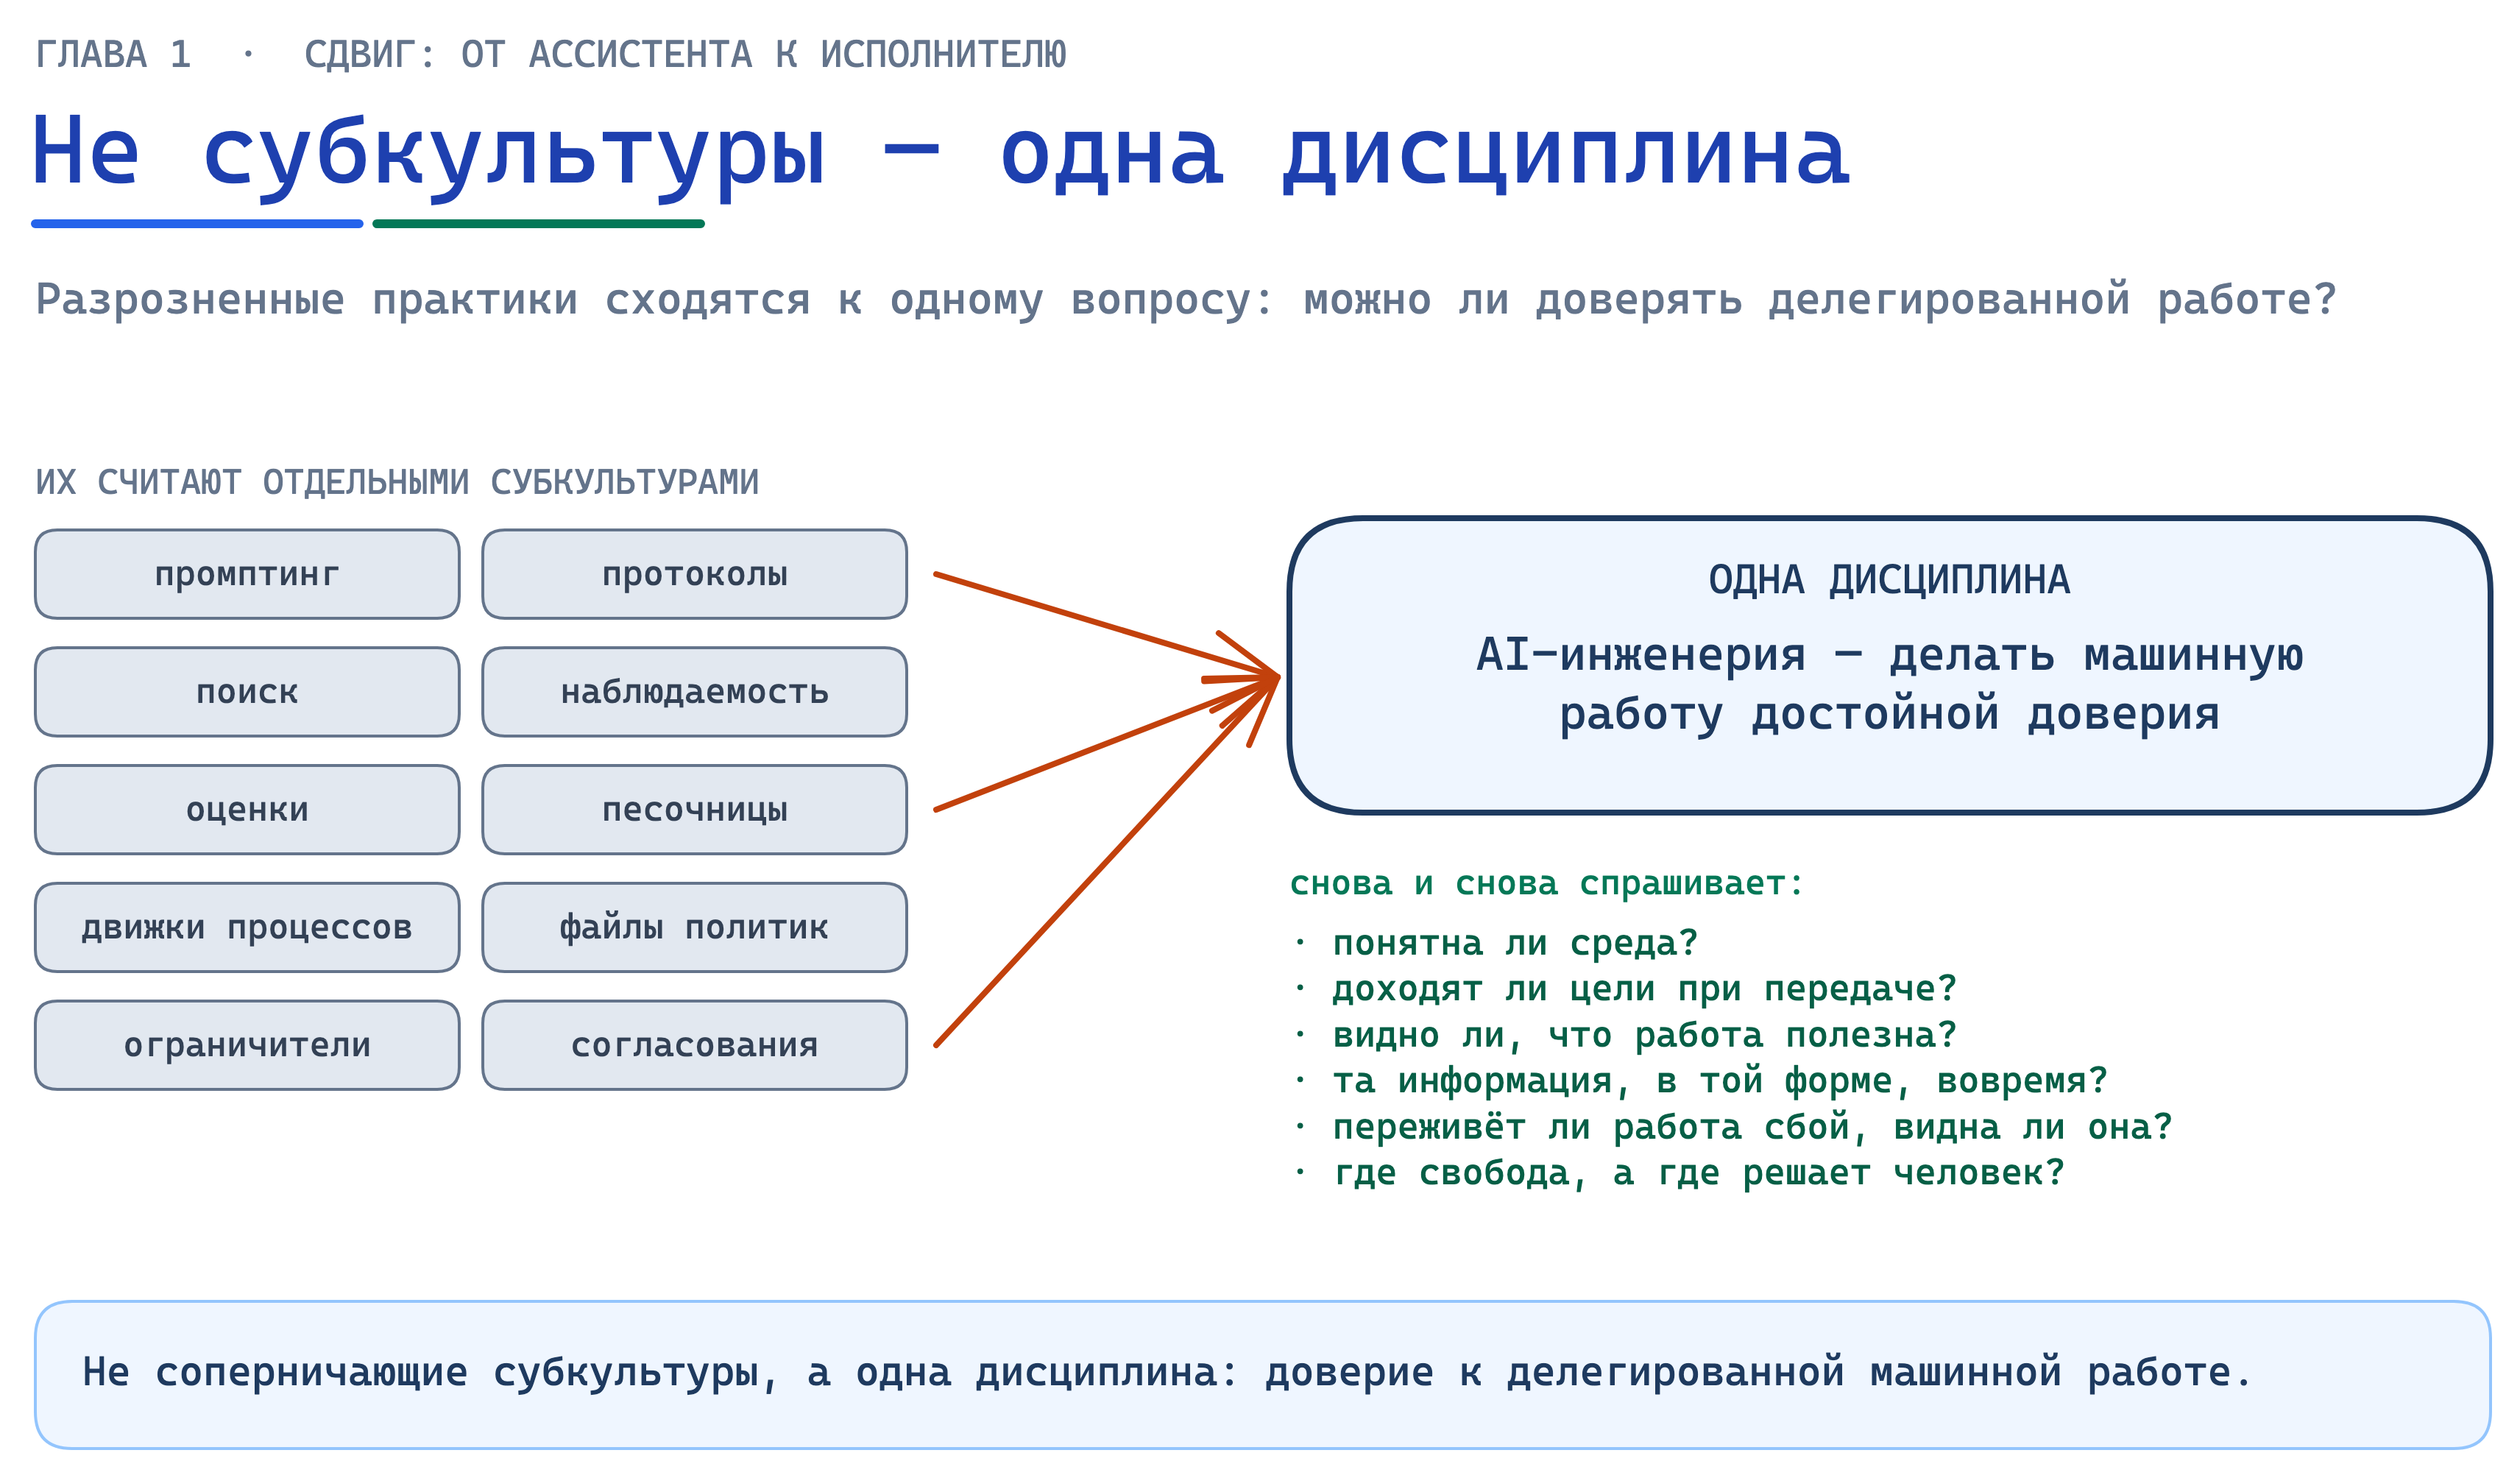 ГЛАВА 1 · СДВИГ: ОТ АССИСТЕНТА К ИСПОЛНИТЕЛЮ
Не субкультуры — одна дисциплина
Разрозненные практики сходятся к одному вопросу: можно ли доверять делегированной работе?
ИХ СЧИТАЮТ ОТДЕЛЬНЫМИ СУБКУЛЬТУРАМИ
промптинг
протоколы
поиск
наблюдаемость
оценки
песочницы
движки процессов
файлы политик
ограничители
согласования
ОДНА ДИСЦИПЛИНА
AI–инженерия — делать машинную
работу достойной доверия
снова и снова спрашивает:
· понятна ли среда?
· доходят ли цели при передаче?
· видно ли, что работа полезна?
· та информация, в той форме, вовремя?
· переживёт ли работа сбой, видна ли она?
· где свобода, а где решает человек?
Не соперничающие субкультуры, а одна дисциплина: доверие к делегированной машинной работе.